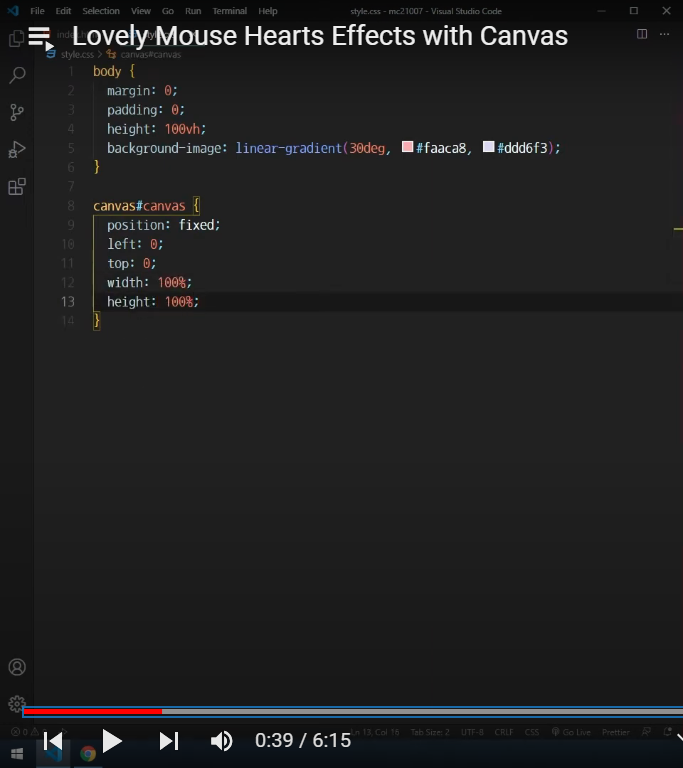 File Edit Selection View Go Run Terminal Help style.css - mc21007 - Visual Studio Code
Lovely Mouse Hearts Effects with Canvas
style.css > canvas#canvas
1 body {
2 margin: 0;
3 padding: 0;
4 height: 100vh;
5 background-image: linear-gradient(30deg, #faaca8, #ddd6f3);
6 }
7
8 canvas#canvas {
9 position: fixed;
10 left: 0;
11 top: 0;
12 width: 100%;
13 height: 100%;
14 }
Ln 13, Col 16 Tab Size: 2 UTF-8 CRLF CSS Go Live Prettier
0:39 / 6:15